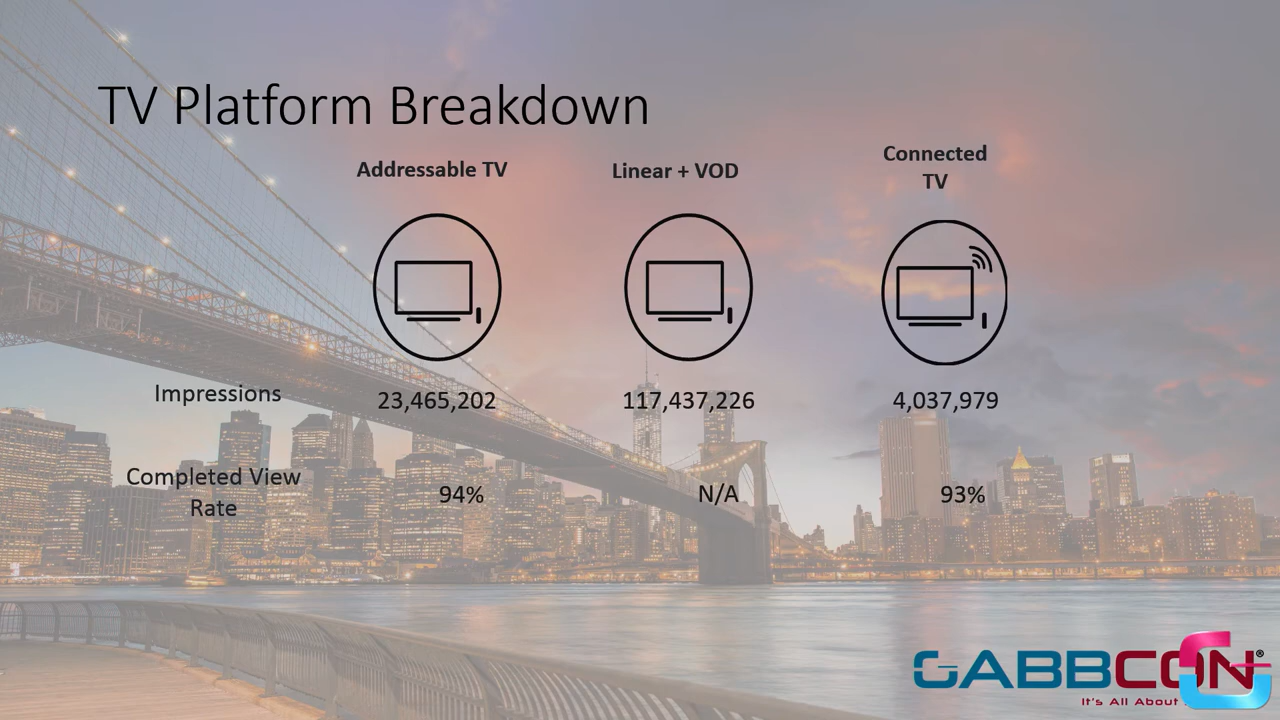 TV Platform Breakdown
Addressable TV
Linear + VOD
Connected
TV
Impressions
23,465,202
117,437,226
4,037,979
Completed View
Rate
94%
N/A
93%
GABBCON®
It's All About